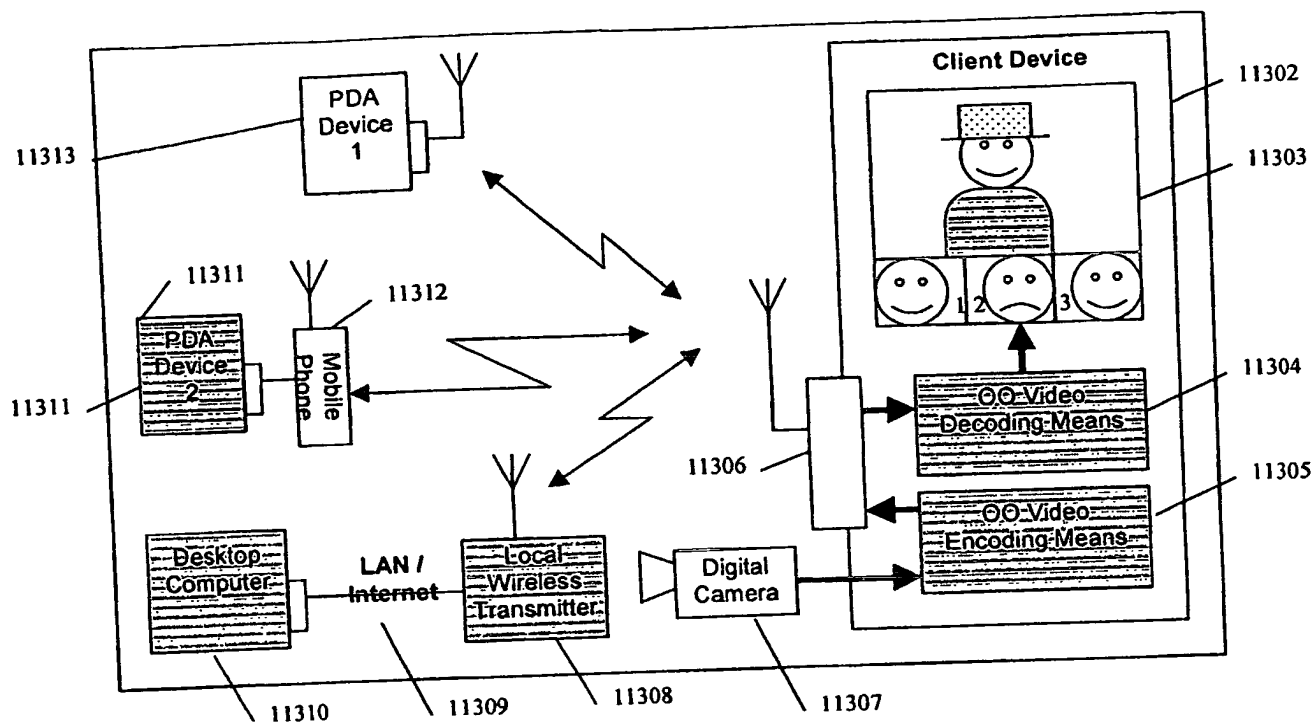 Client Device
11302
PDA
Device
1
11313
11303
1
2
3
11311
11312
PDA
Device
2
Mobile
Phone
11311
OO Video
Decoding Means
11304
11306
OO Video
Encoding Means
11305
Desktop
Computer
LAN /
Internet
Local
Wireless
Transmitter
Digital
Camera
11310
11309
11308
11307